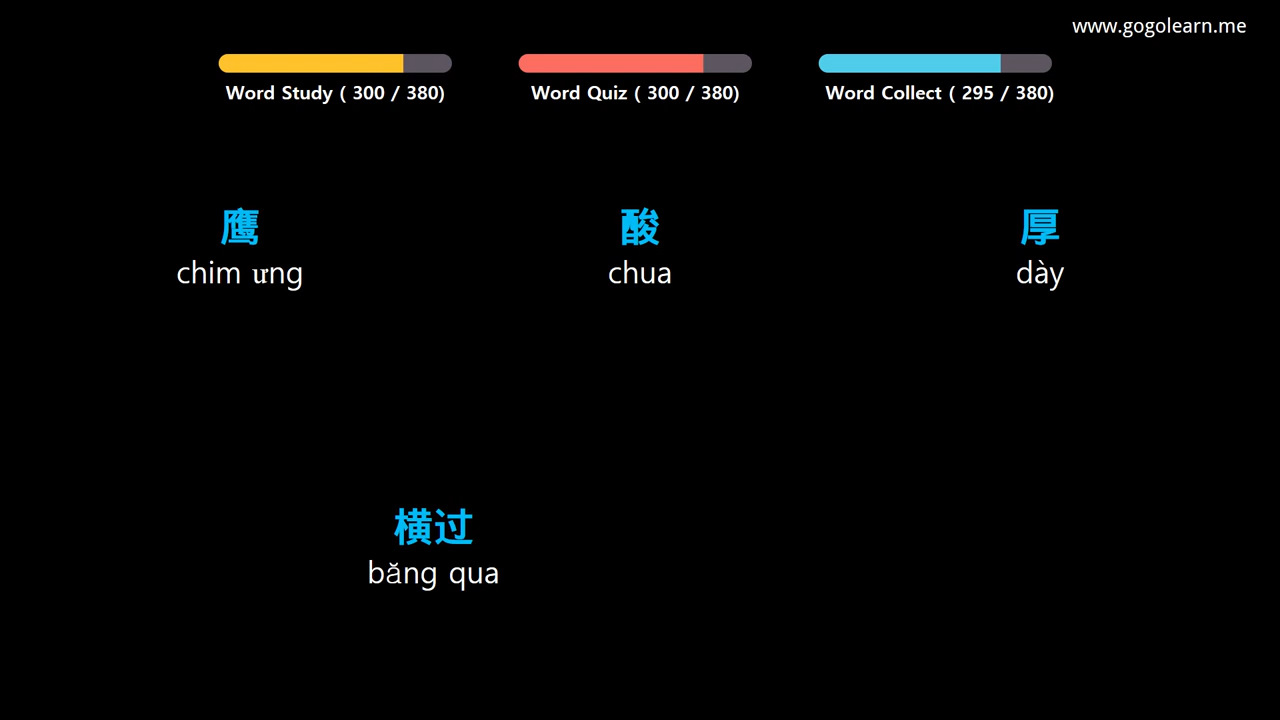 www.gogolearn.me
Word Study ( 300 / 380)
Word Quiz ( 300 / 380)
Word Collect ( 295 / 380)
鹰
chim ưng
酸
chua
厚
dày
横过
băng qua